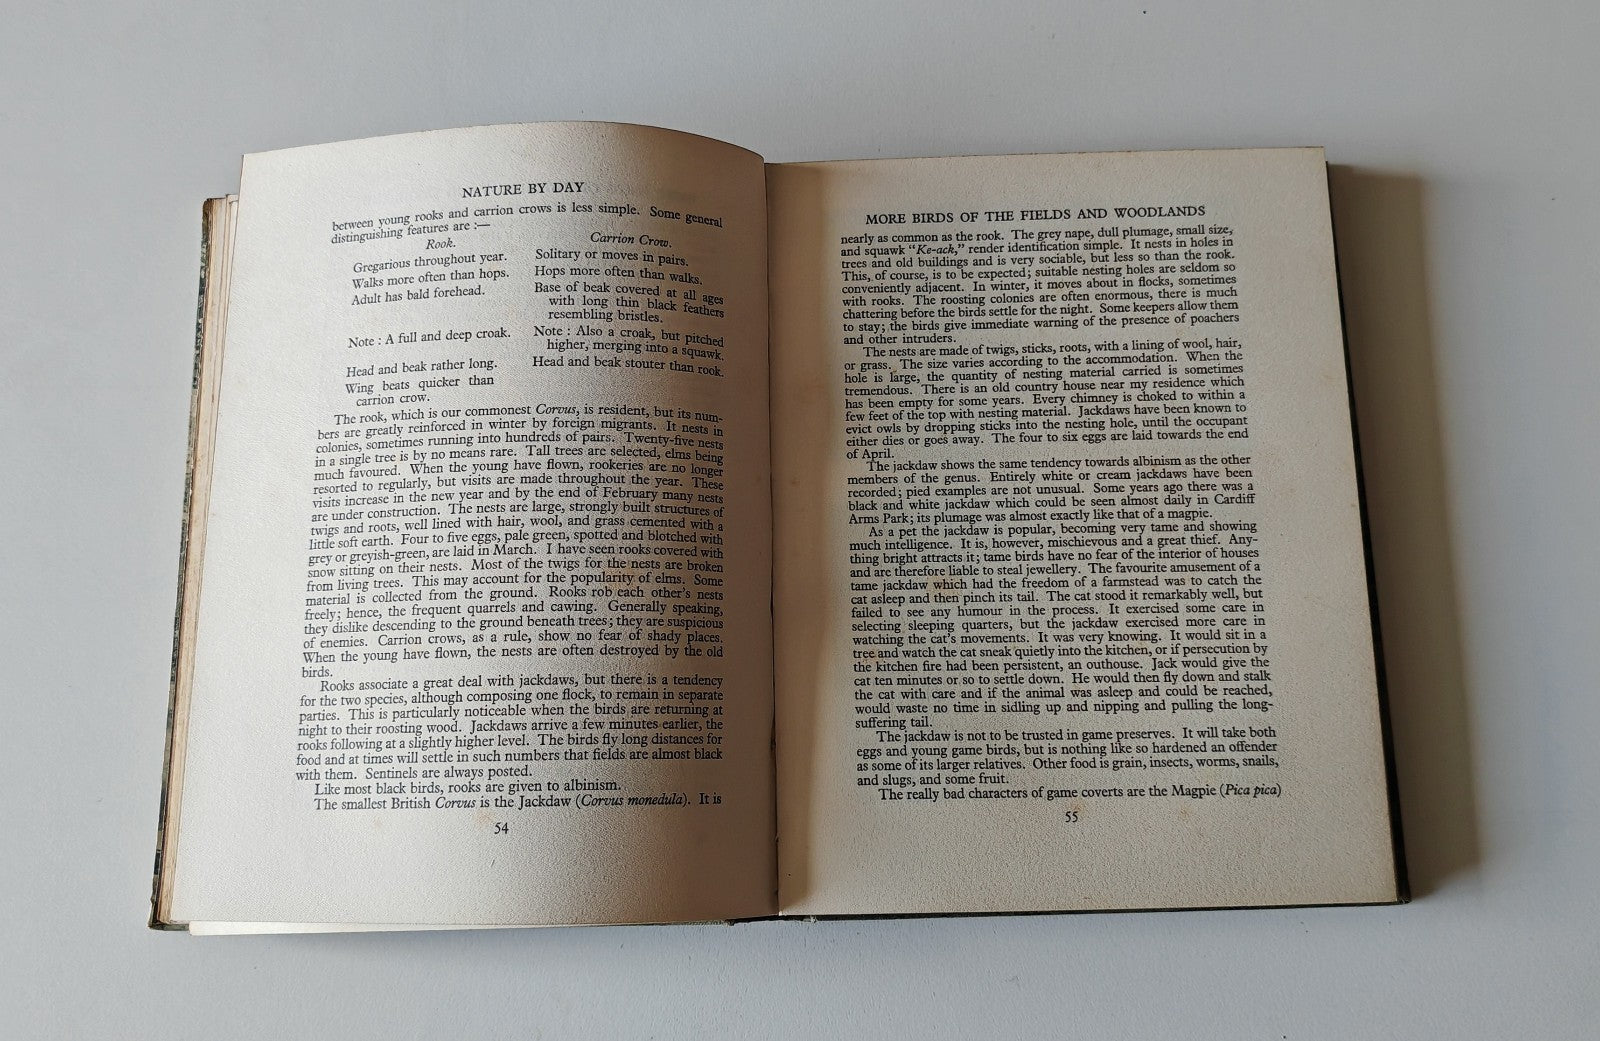 NATURE BY DAY
between young rooks and carrion crows is less simple. Some general
distinguishing features are :—
Rook.
Carrion Crow.
Gregarious throughout year.
Solitary or moves in pairs.
Walks more often than hops.
Hops more often than walks.
Adult has bald forehead.
Base of beak covered at all ages
with long thin black feathers
resembling bristles.
Note : A full and deep croak.
Note : Also a croak, but pitched
higher, merging into a squawk.
Head and beak rather long.
Head and beak stouter than rook.
Wing beats quicker than
carrion crow.
The rook, which is our commonest Corvus, is resident, but its num-
bers are greatly reinforced in winter by foreign migrants. It nests in
colonies, sometimes running into hundreds of pairs. Twenty-five nests
in a single tree is by no means rare. Tall trees are selected, elms being
much favoured. When the young have flown, rookeries are no longer
resorted to regularly, but visits are made throughout the year. These
visits increase in the new year and by the end of February many nests
are under construction. The nests are large, strongly built structures of
twigs and roots, well lined with hair, wool, and grass cemented with a
little soft earth. Four to five eggs, pale green, spotted and blotched with
grey or greyish-green, are laid in March. I have seen rooks covered with
snow sitting on their nests. Most of the twigs for the nests are broken
from living trees. This may account for the popularity of elms. Some
material is collected from the ground. Rooks rob each other's nests
freely; hence, the frequent quarrels and cawing. Generally speaking,
they dislike descending to the ground beneath trees; they are suspicious
of enemies. Carrion crows, as a rule, show no fear of shady places.
When the young have flown, the nests are often destroyed by the old
birds.
Rooks associate a great deal with jackdaws, but there is a tendency
for the two species, although composing one flock, to remain in separate
parties. This is particularly noticeable when the birds are returning at
night to their roosting wood. Jackdaws arrive a few minutes earlier, the
rooks following at a slightly higher level. The birds fly long distances for
food and at times will settle in such numbers that fields are almost black
with them. Sentinels are always posted.
Like most black birds, rooks are given to albinism.
The smallest British Corvus is the Jackdaw (Corvus monedula). It is
54
MORE BIRDS OF THE FIELDS AND WOODLANDS
nearly as common as the rook. The grey nape, dull plumage, small size,
and squawk "Ke-ack," render identification simple. It nests in holes in
trees and old buildings and is very sociable, but less so than the rook.
This, of course, is to be expected; suitable nesting holes are seldom so
conveniently adjacent. In winter, it moves about in flocks, sometimes
with rooks. The roosting colonies are often enormous, there is much
chattering before the birds settle for the night. Some keepers allow them
to stay; the birds give immediate warning of the presence of poachers
and other intruders.
The nests are made of twigs, sticks, roots, with a lining of wool, hair,
or grass. The size varies according to the accommodation. When the
hole is large, the quantity of nesting material carried is sometimes
tremendous. There is an old country house near my residence which
has been empty for some years. Every chimney is choked to within a
few feet of the top with nesting material. Jackdaws have been known to
evict owls by dropping sticks into the nesting hole, until the occupant
either dies or goes away. The four to six eggs are laid towards the end
of April.
The jackdaw shows the same tendency towards albinism as the other
members of the genus. Entirely white or cream jackdaws have been
recorded; pied examples are not unusual. Some years ago there was a
black and white jackdaw which could be seen almost daily in Cardiff
Arms Park; its plumage was almost exactly like that of a magpie.
As a pet the jackdaw is popular, becoming very tame and showing
much intelligence. It is, however, mischievous and a great thief. Any-
thing bright attracts it; tame birds have no fear of the interior of houses
and are therefore liable to steal jewellery. The favourite amusement of a
tame jackdaw which had the freedom of a farmstead was to catch the
cat asleep and then pinch its tail. The cat stood it remarkably well, but
failed to see any humour in the process. It exercised some care in
selecting sleeping quarters, but the jackdaw exercised more care in
watching the cat's movements. It was very knowing. It would sit in a
tree and watch the cat sneak quietly into the kitchen, or if persecution by
the kitchen fire had been persistent, an outhouse. Jack would give the
cat ten minutes or so to settle down. He would then fly down and stalk
the cat with care and if the animal was asleep and could be reached,
would waste no time in sidling up and nipping and pulling the long-
suffering tail.
The jackdaw is not to be trusted in game preserves. It will take both
eggs and young game birds, but is nothing like so hardened an offender
as some of its larger relatives. Other food is grain, insects, worms, snails,
and slugs, and some fruit.
The really bad characters of game coverts are the Magpie (Pica pica)
55